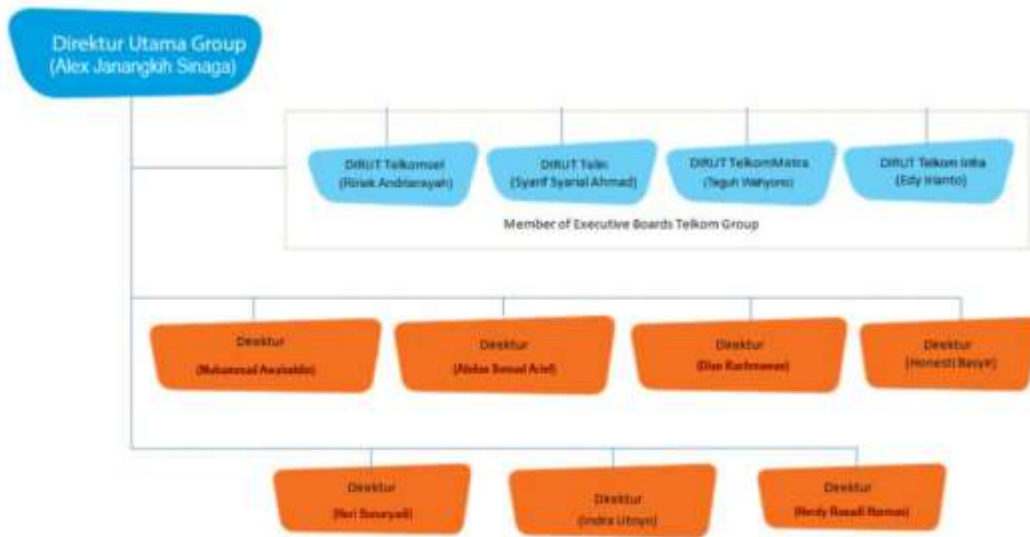 Direktur Utama Group
(Alex Janangkih Sinaga)
DIRUT Telkomsel
(Ririek Andriansyah)
DIRUT Telin
(Syarif Syarial Ahmad)
DIRUT TelkomMetra
(Teguh Wahyono)
DIRUT Telkom Infra
(Edy Irianto)
Member of Executive Boards Telkom Group
Direktur
(Muhammad Awaluddin)
Direktur
(Abdus Somad Arief)
Direktur
(Dian Rachmawan)
Direktur
(Honesti Basyir)
Direktur
(Heri Sunaryadi)
Direktur
(Indra Utoyo)
Direktur
(Herdy Rosadi Harman)